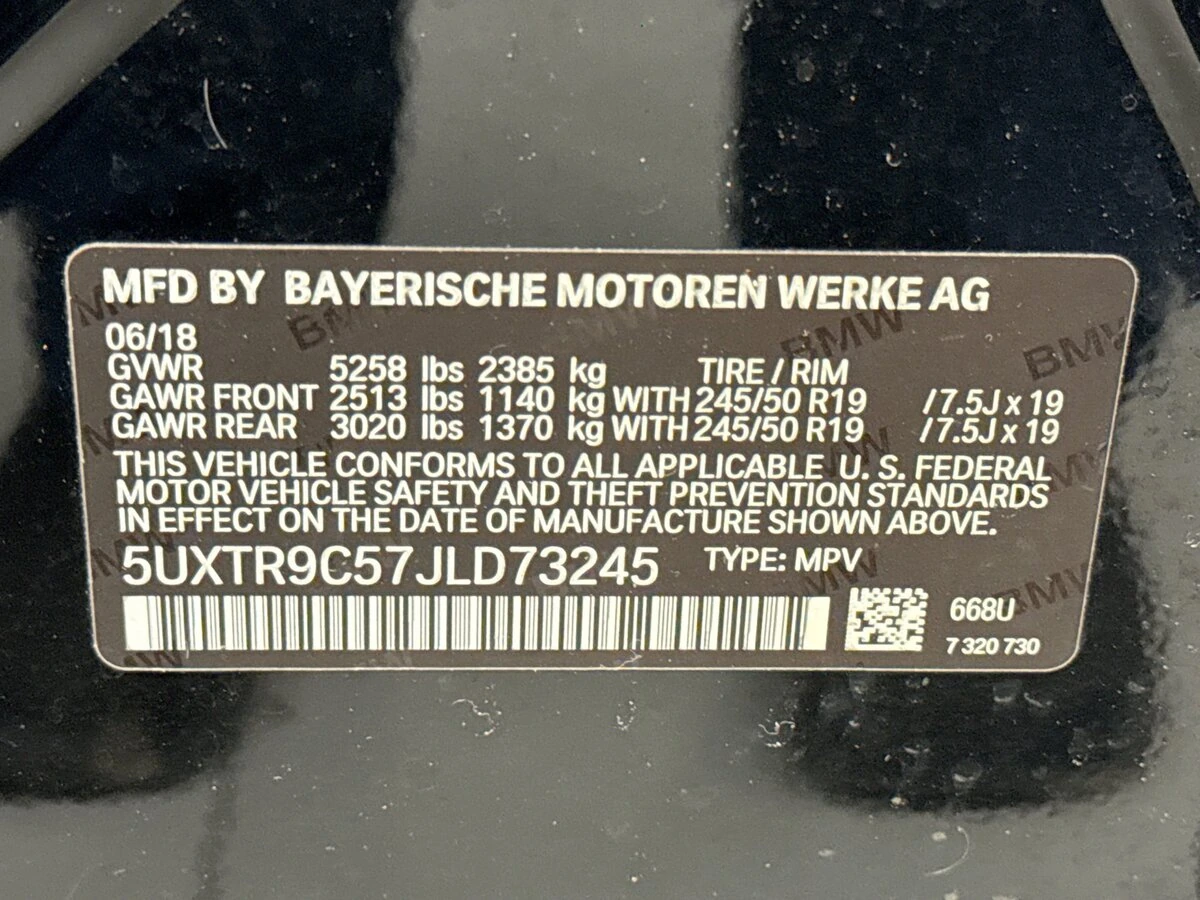 MFD BY BAYERISCHE MOTOREN WERKE AG
06/18
GVWR 5258 lbs 2385 kg TIRE / RIM
GAWR FRONT 2513 lbs 1140 kg WITH 245/50 R19 / 7.5J x 19
GAWR REAR 3020 lbs 1370 kg WITH 245/50 R19 / 7.5J x 19
THIS VEHICLE CONFORMS TO ALL APPLICABLE U. S. FEDERAL
MOTOR VEHICLE SAFETY AND THEFT PREVENTION STANDARDS
IN EFFECT ON THE DATE OF MANUFACTURE SHOWN ABOVE.
5UXTR9C57JLD73245 TYPE: MPV
668U
7 320 730